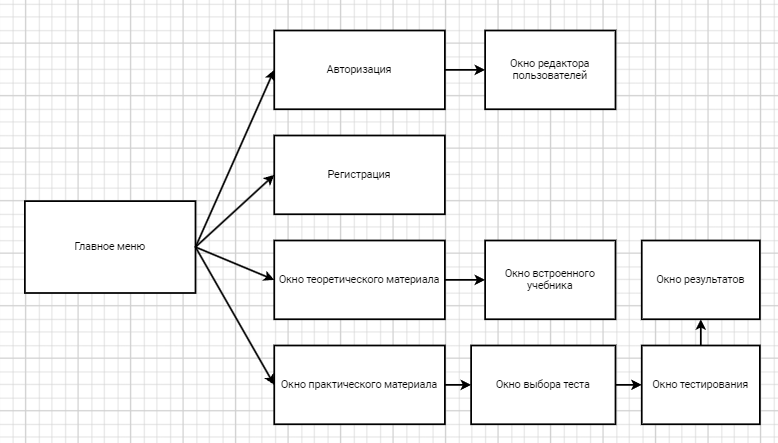 Авторизация
Окно редактора
пользователей
Регистрация
Главное меню
Окно теоретического материала
Окно встроенного
учебника
Окно результатов
Окно практического материала
Окно выбора теста
Окно тестирования